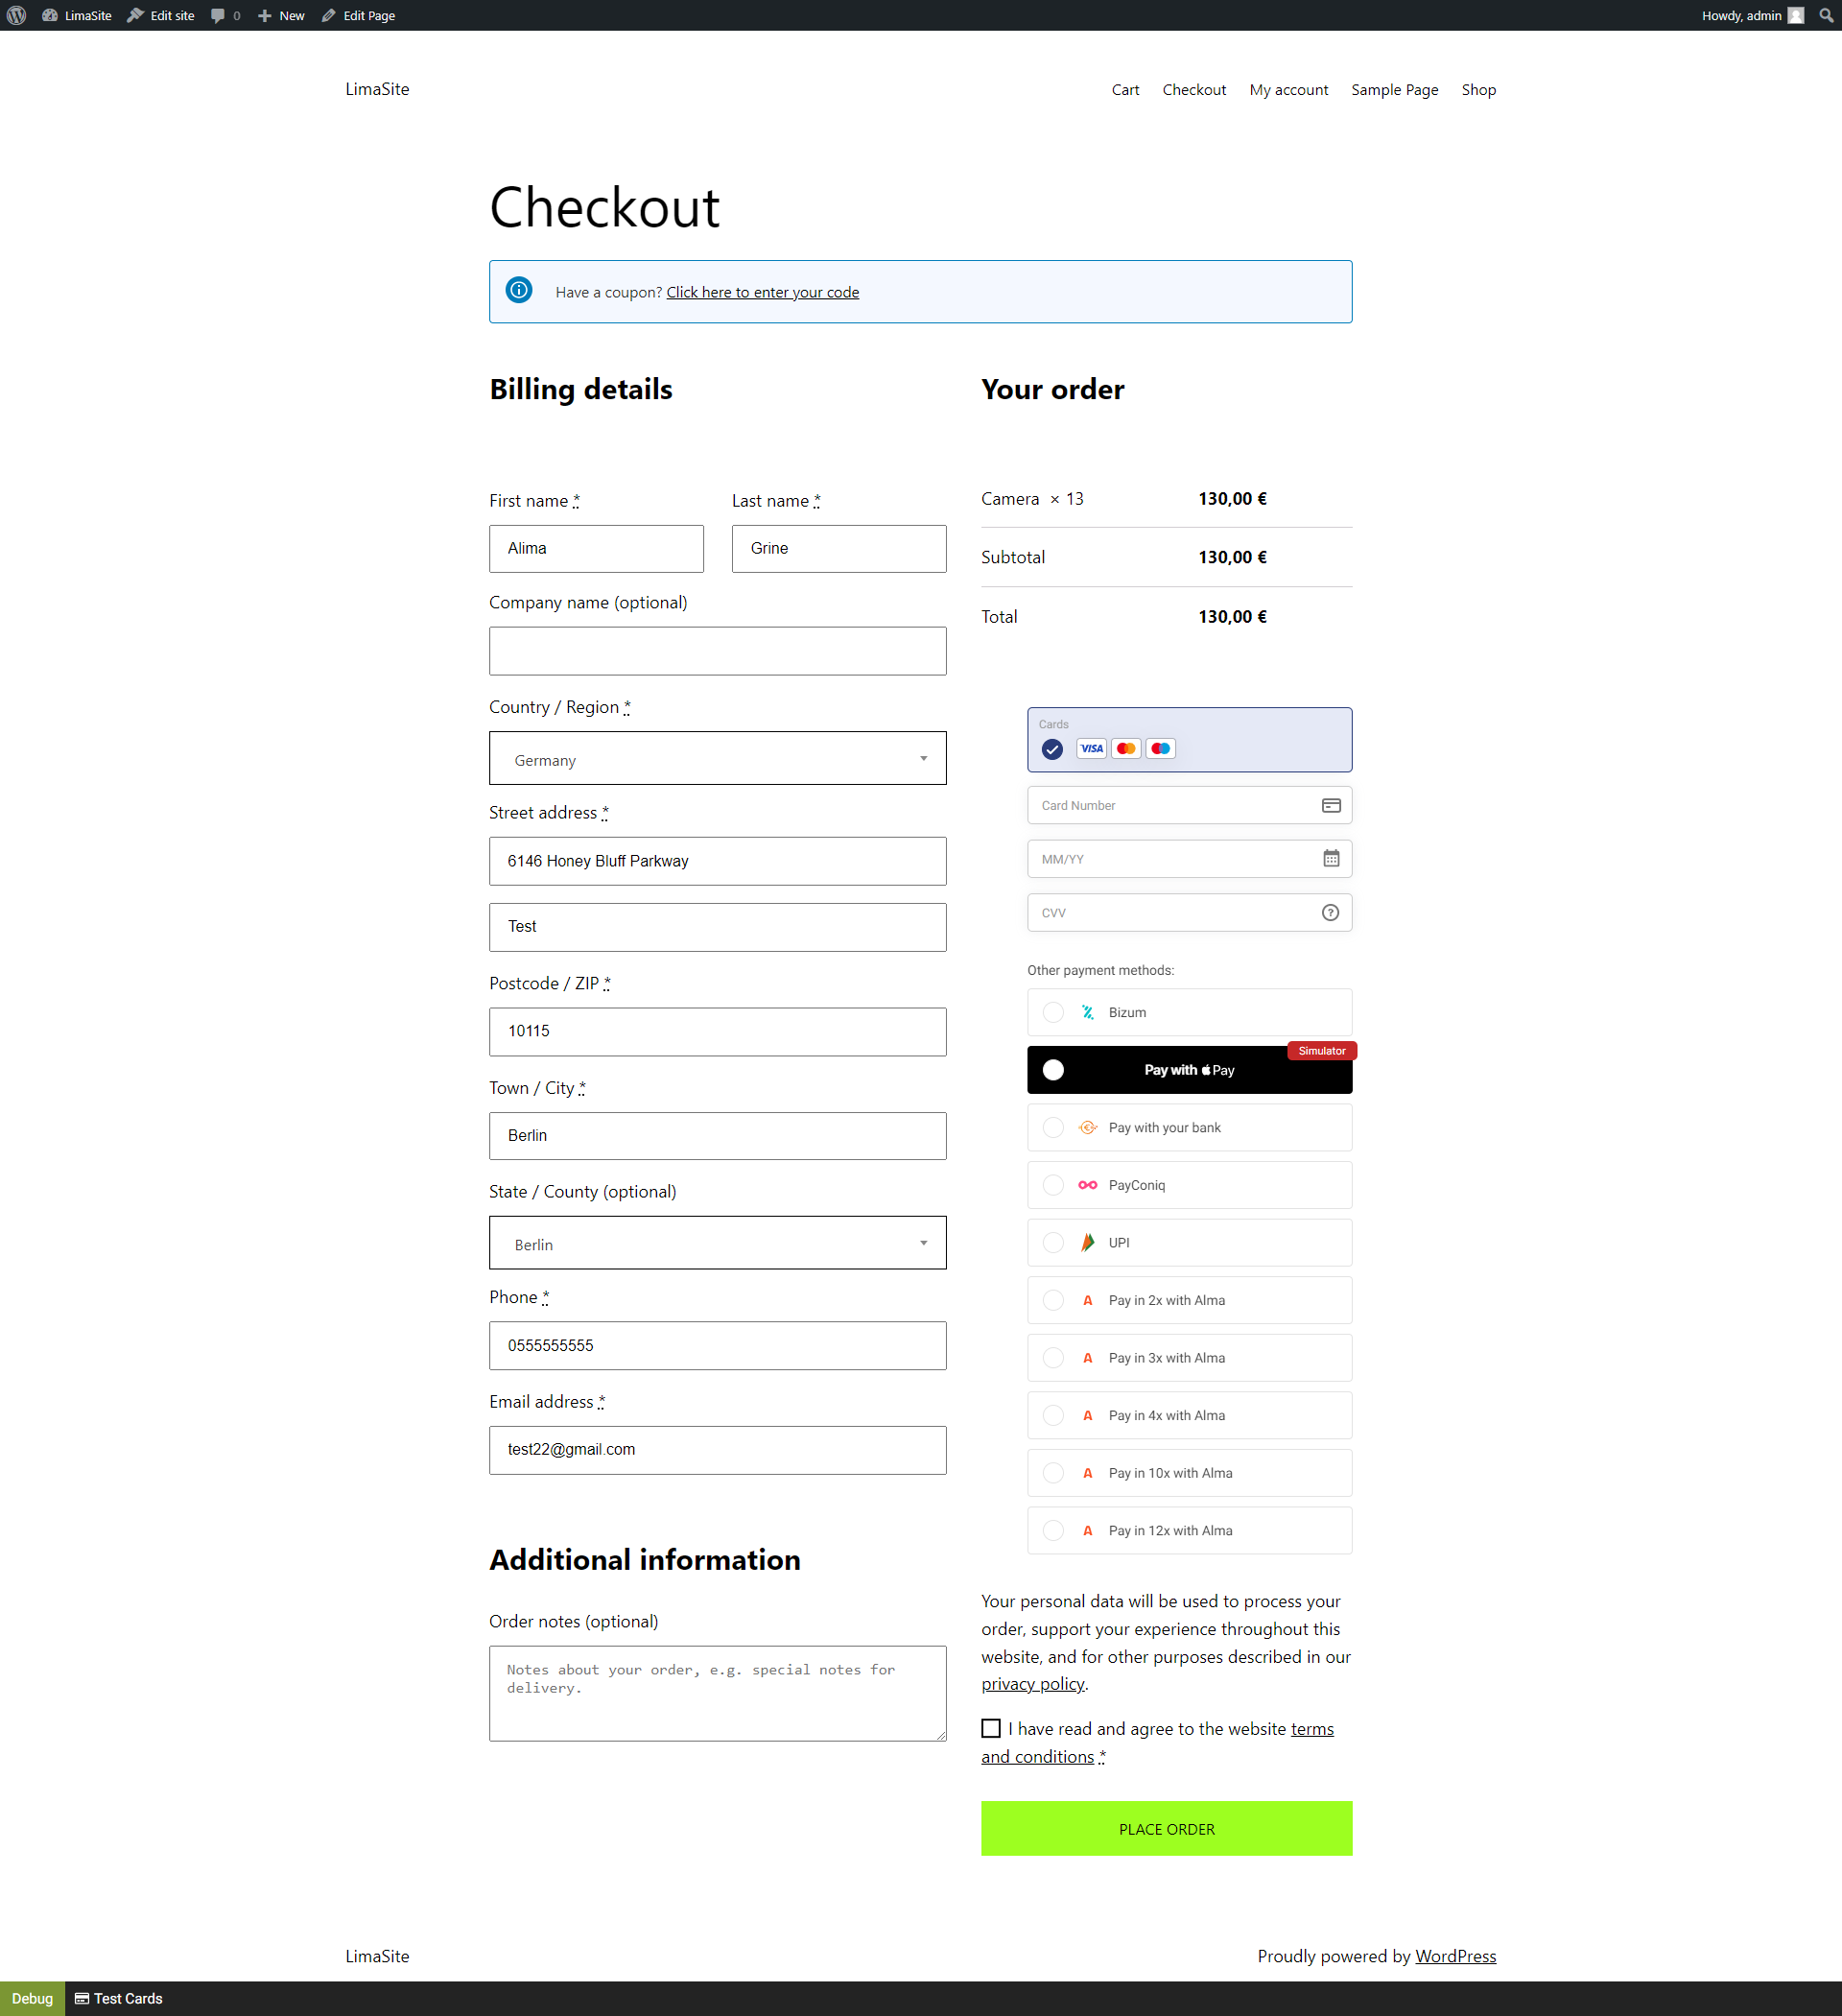 LimaSite Edit site 0 New Edit Page Howdy, admin
LimaSite Cart Checkout My account Sample Page Shop
Checkout
Have a coupon? Click here to enter your code
Billing details
First name * Last name *
Alima Grine
Company name (optional)
Country / Region *
Germany
Street address *
6146 Honey Bluff Parkway
Test
Postcode / ZIP *
10115
Town / City *
Berlin
State / County (optional)
Berlin
Phone *
0555555555
Email address *
test22@gmail.com
Additional information
Order notes (optional)
Notes about your order, e.g. special notes for
delivery.
Your order
Camera × 13 130,00 €
Subtotal 130,00 €
Total 130,00 €
Cards
VISA
Card Number
MM/YY
CVV
Other payment methods:
Bizum
Simulator
Pay with Pay
Pay with your bank
PayConiq
UPI
A Pay in 2x with Alma
A Pay in 3x with Alma
A Pay in 4x with Alma
A Pay in 10x with Alma
A Pay in 12x with Alma
Your personal data will be used to process your
order, support your experience throughout this
website, and for other purposes described in our
privacy policy.
I have read and agree to the website terms
and conditions *
PLACE ORDER
LimaSite Proudly powered by WordPress
Debug Test Cards